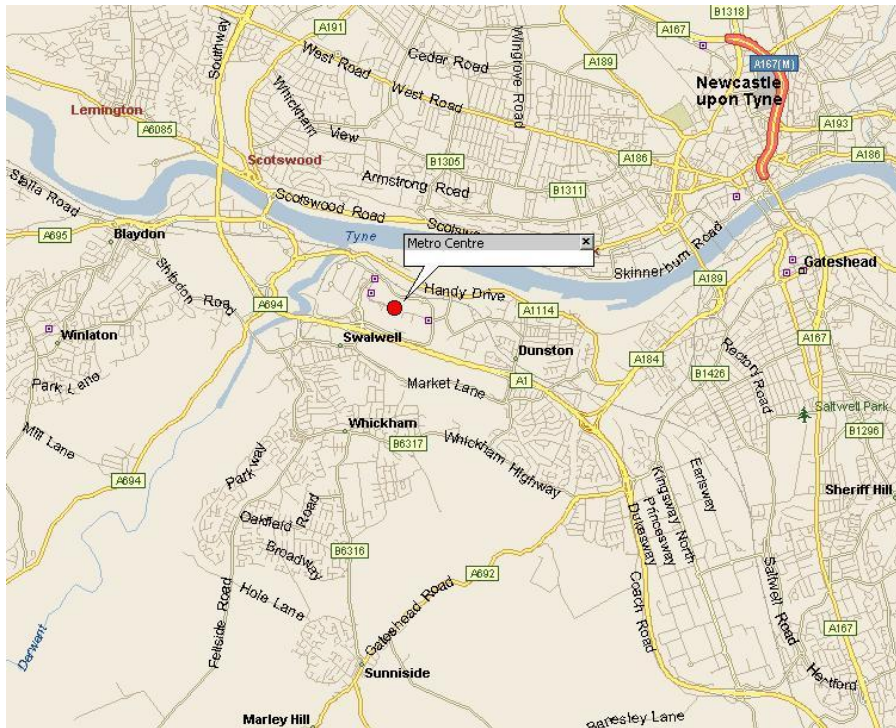 B1318
A167
A191
Southway
West Road
Cedar Road
Wingrove Road
A189
A167(M)
Newcastle
upon Tyne
Lemington
A6085
Whickham
View
West Road
A193
Scotswood
B1305
A186
B1312
A186
Armstrong Road
B1311
Stella Road
Scotswood Road
A695
Blaydon
Tyne
Metro Centre
Skinnerburn Road
Gateshead
A189
Shibdon Road
A694
Handy Drive
A1114
Winlaton
Swalwell
Dunston
A184
A167
Rectory Road
Park Lane
Market Lane
A1
B1426
Saltwell Park
Whickham
B6317
Whickham Highway
B1296
Mill Lane
A694
Parkway
Kingsway North
Princesway
Earlsway
Sheriff Hill
Oakfield Road
Dukesway
Broadway
B6316
A692
Coach Road
Saltwell Road
Hole Lane
Gateshead Road
Fellside Road
A167
Derwant
Sunniside
Hertford
Marley Hill
Banesley Lane